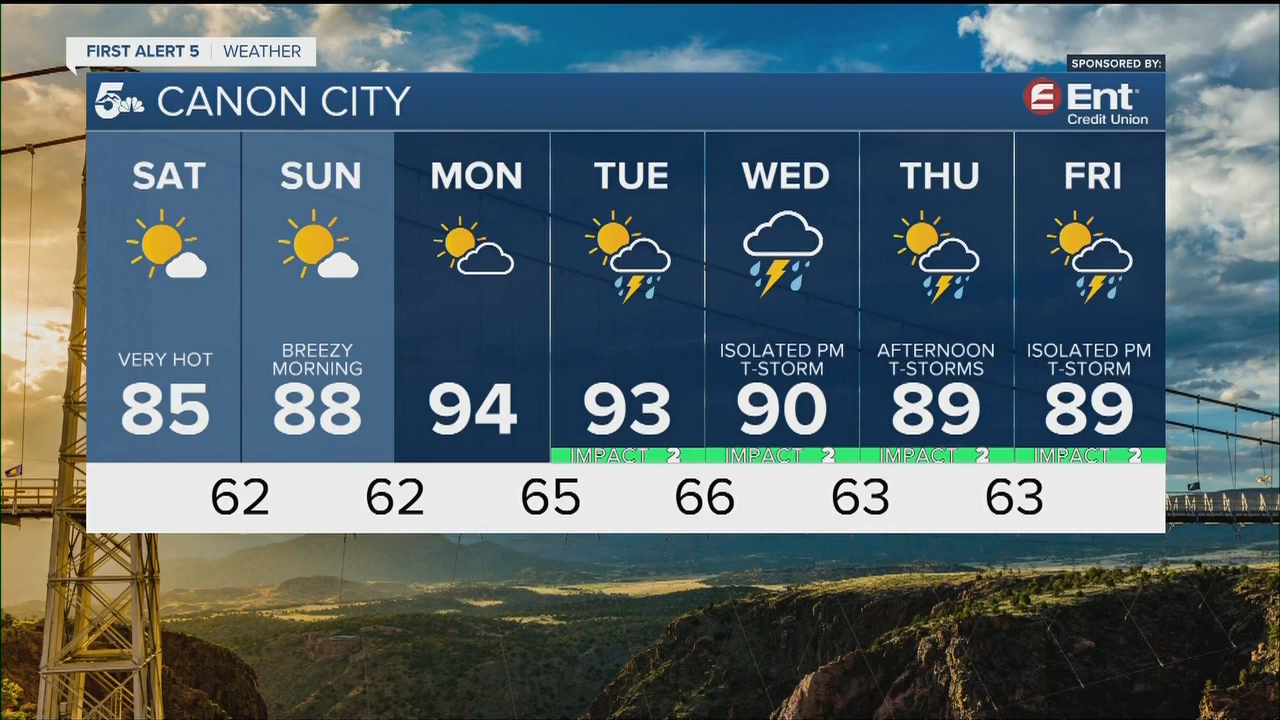 FIRST ALERT 5 WEATHER
SPONSORED BY:
5 CANON CITY
Ent
Credit Union
SAT SUN MON TUE WED THU FRI
VERY HOT
BREEZY
MORNING
ISOLATED PM
T-STORM
AFTERNOON
T-STORMS
ISOLATED PM
T-STORM
85 88 94 93 90 89 89
IMPACT 2 IMPACT 2 IMPACT 2 IMPACT 2
62 62 65 66 63 63